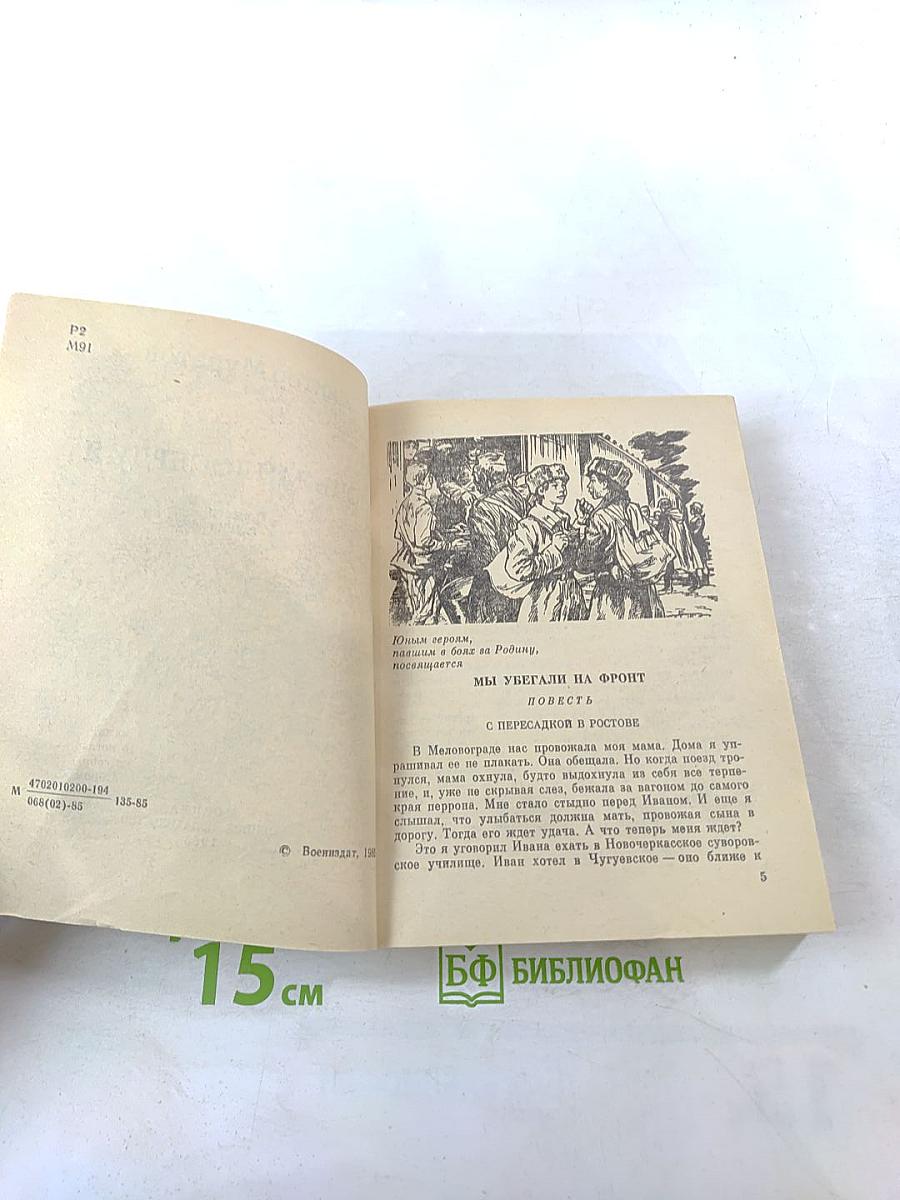 Р2
М91
М 4702010200-194
068(02)-85 135-85
© Воениздат,
Юным героям,
павшим в боях за Родину,
посвящается
МЫ УБЕГАЛИ НА ФРОНТ
ПОВЕСТЬ
С ПЕРЕСАДКОЙ В РОСТОВЕ
В Меловограде нас провожала моя мама. Дома я уп-
рашивал ее не плакать. Она обещала. Но когда поезд тро-
нулся, мама охнула, будто выдохнула из себя все терпе-
ние, и, уже не скрывая слез, бежала за вагоном до самого
края перрона. Мне стало стыдно перед Иваном. И еще я
слышал, что улыбаться должна мать, провожая сына в
дорогу. Тогда его ждет удача. А что теперь меня ждет?
Это я уговорил Ивана ехать в Новочеркасское суворов-
ское училище. Иван хотел в Чугуевское — оно ближе к
5
15 см
БФ БИБЛИОФАН